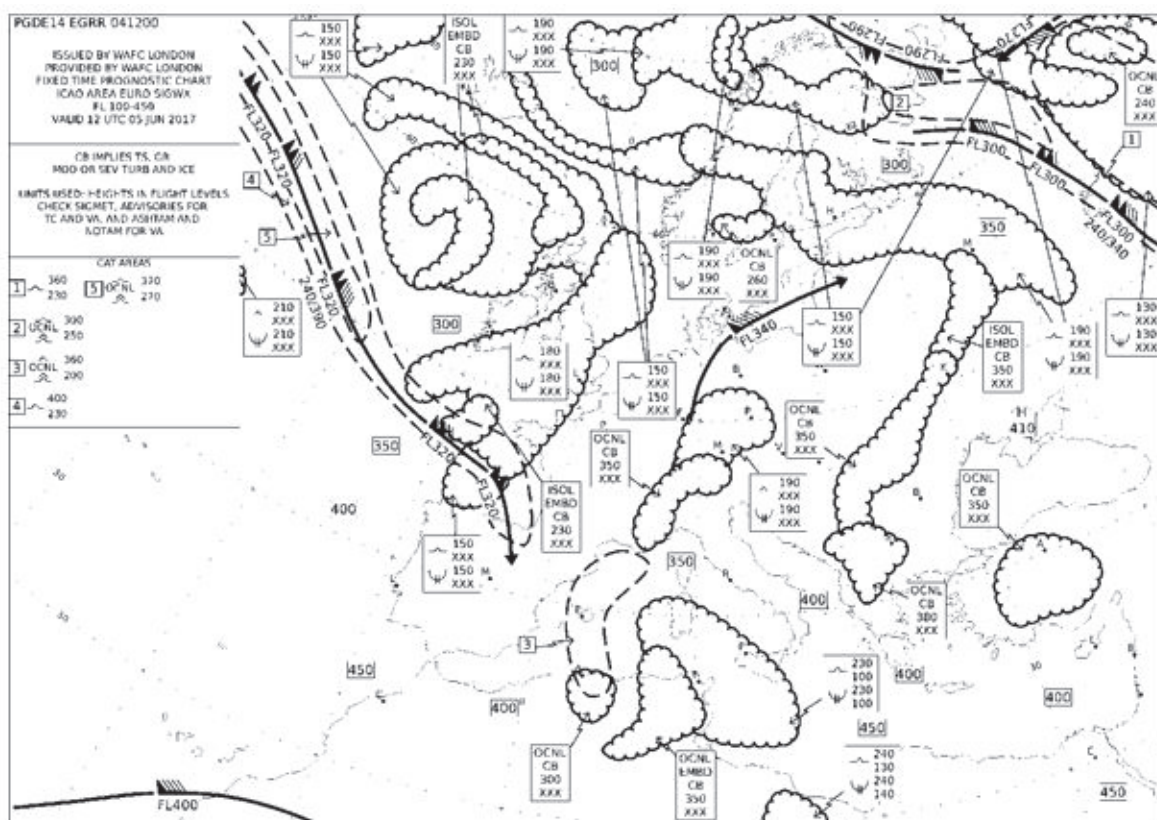 PGDE14 EGRR 041200
ISSUED BY WAFC LONDON
PROVIDED BY WAFC LONDON
FIXED TIME PROGNOSTIC CHART
ICAO AREA EURO SIGWX
FL 100-450
VALID 12 UTC 05 JUN 2017
CB IMPLIES TS, GR
MOD OR SEV TURB AND ICE
UNITS USED: HEIGHTS IN FLIGHT LEVELS
CHECK SIGMET, ADVISORIES FOR
TC AND VA, AND ASHTAM AND
NOTAM FOR VA
CAT AREAS
1 360
230
5 OCNL 330
270
2 OCNL 390
250
3 OCNL 360
200
4 400
230
150
XXX
150
XXX
ISOL
EMBD
CB
230
XXX
190
XXX
190
XXX
300
FL290
FL290
FL270
OCNL
CB
240
XXX
2
1
FL320
FL320
4
5
FL300
FL300
300
FL300
240/340
350
190
XXX
190
XXX
OCNL
CB
260
XXX
FL320
240/390
210
XXX
210
XXX
300
FL340
150
XXX
150
XXX
ISOL
EMBD
CB
350
XXX
190
XXX
190
XXX
130
XXX
130
XXX
180
XXX
180
XXX
150
XXX
150
XXX
350
FL320
OCNL
CB
350
XXX
OCNL
CB
350
XXX
H
410
400
FL320
ISOL
EMBD
CB
230
XXX
190
XXX
190
XXX
OCNL
CB
350
XXX
150
XXX
150
XXX
350
400
OCNL
CB
380
XXX
3
450
400
230
100
230
100
400
400
450
OCNL
CB
300
XXX
OCNL
EMBD
CB
350
XXX
240
130
240
140
450
FL400